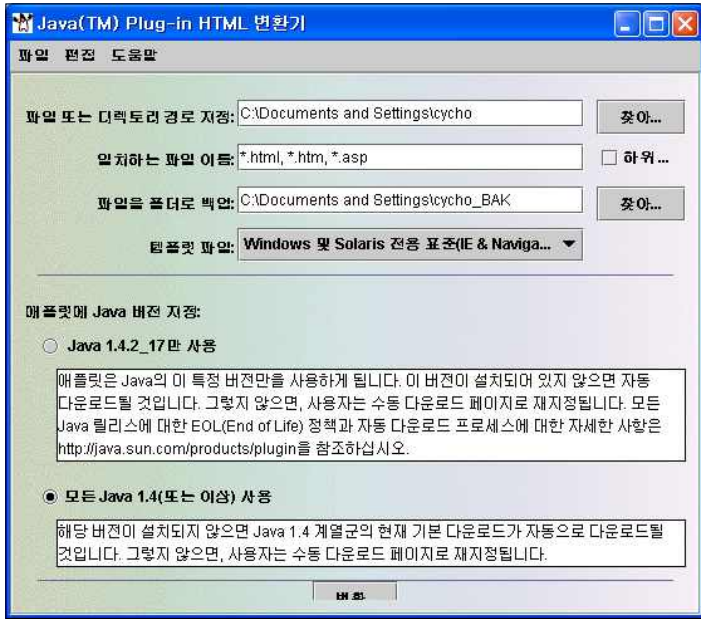 Java(TM) Plug-in HTML 변환기
파일 편집 도움말
파일 또는 디렉토리 경로 지정: C:\Documents and Settings\cycho 찾아...
일치하는 파일 이름: *.html, *.htm, *.asp 하위 ...
파일을 폴더로 백업: C:\Documents and Settings\cycho_BAK 찾아...
템플릿 파일: Windows 및 Solaris 전용 표준(IE & Naviga...
애플릿에 Java 버전 지정:
Java 1.4.2_17만 사용
애플릿은 Java의 이 특정 버전만을 사용하게 됩니다. 이 버전이 설치되어 있지 않으면 자동
다운로드될 것입니다. 그렇지 않으면, 사용자는 수동 다운로드 페이지로 재지정됩니다. 모든
Java 릴리스에 대한 EOL(End of Life) 정책과 자동 다운로드 프로세스에 대한 자세한 사항은
http://java.sun.com/products/plugin을 참조하십시오.
모든 Java 1.4(또는 이상) 사용
해당 버전이 설치되지 않으면 Java 1.4 계열군의 현재 기본 다운로드가 자동으로 다운로드될
것입니다. 그렇지 않으면, 사용자는 수동 다운로드 페이지로 재지정됩니다.
변환